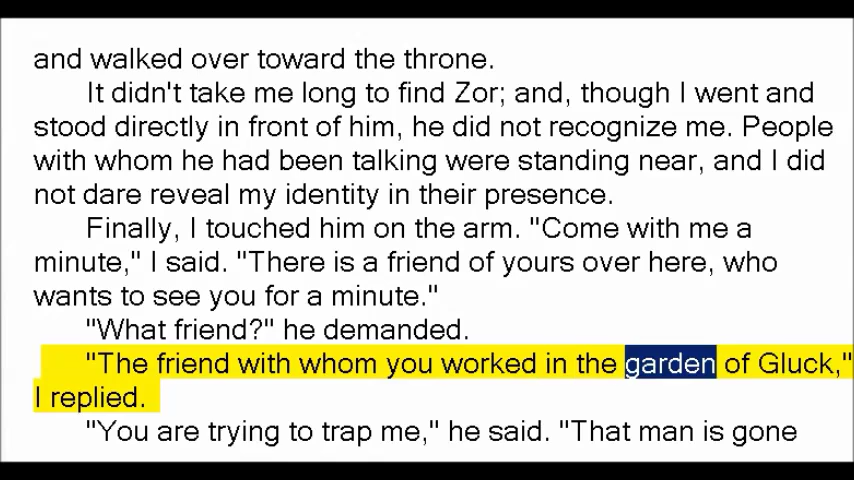 and walked over toward the throne.
It didn't take me long to find Zor; and, though I went and
stood directly in front of him, he did not recognize me. People
with whom he had been talking were standing near, and I did
not dare reveal my identity in their presence.
Finally, I touched him on the arm. "Come with me a
minute," I said. "There is a friend of yours over here, who
wants to see you for a minute."
"What friend?" he demanded.
"The friend with whom you worked in the garden of Gluck,"
I replied.
"You are trying to trap me," he said. "That man is gone